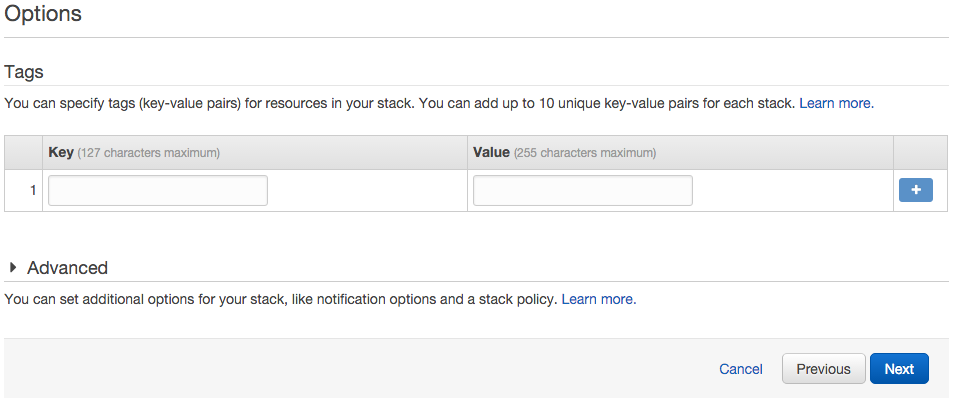 Options
Tags
You can specify tags (key-value pairs) for resources in your stack. You can add up to 10 unique key-value pairs for each stack. Learn more.
Key (127 characters maximum) Value (255 characters maximum)
1 +
Advanced
You can set additional options for your stack, like notification options and a stack policy. Learn more.
Cancel Previous Next